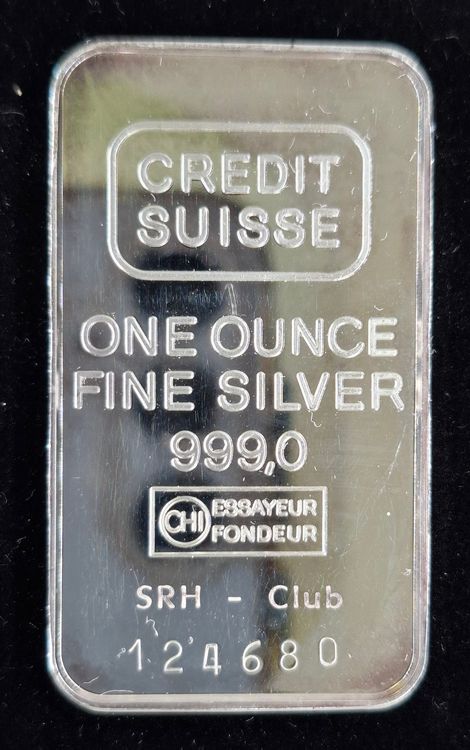 CREDIT
SUISSE
ONE OUNCE
FINE SILVER
999,0
CHI ESSAYEUR
FONDEUR
SRH - Club
124680